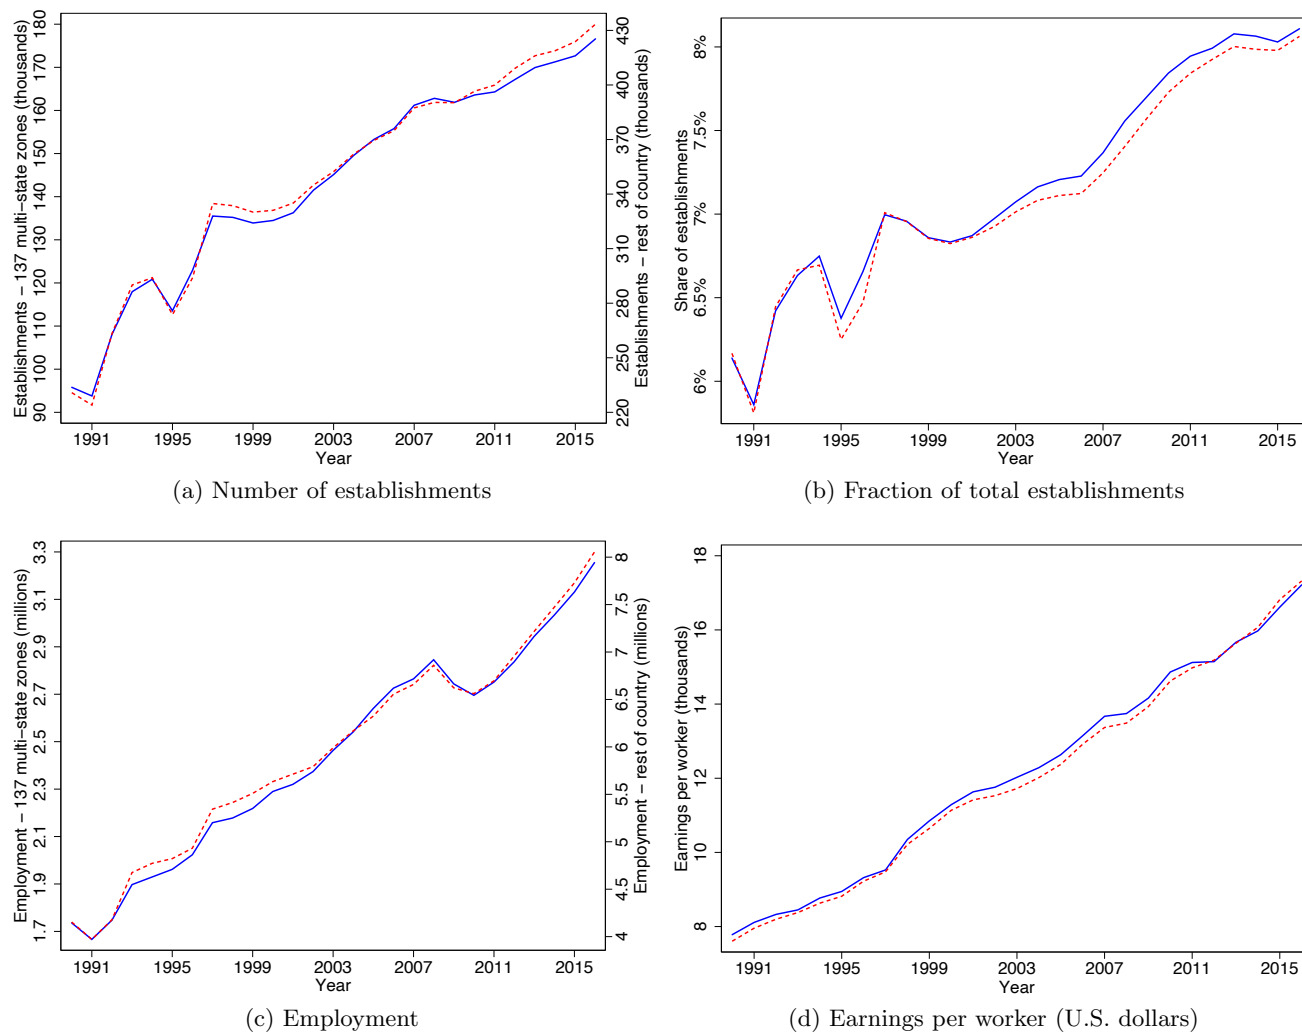 Establishments − 137 multi−state zones (thousands)
90 100 110 120 130 140 150 160 170 180
220 250 280 310 340 370 400 430
Establishments − rest of country (thousands)
1991 1995 1999 2003 2007 2011 2015
Year
(a) Number of establishments
Share of establishments
6% 6.5% 7% 7.5% 8%
1991 1995 1999 2003 2007 2011 2015
Year
(b) Fraction of total establishments
Employment − 137 multi−state zones (millions)
1.7 1.9 2.1 2.3 2.5 2.7 2.9 3.1 3.3
4 4.5 5 5.5 6 6.5 7 7.5 8
Employment − rest of country (millions)
1991 1995 1999 2003 2007 2011 2015
Year
(c) Employment
Earnings per worker (thousands)
8 10 12 14 16 18
1991 1995 1999 2003 2007 2011 2015
Year
(d) Earnings per worker (U.S. dollars)